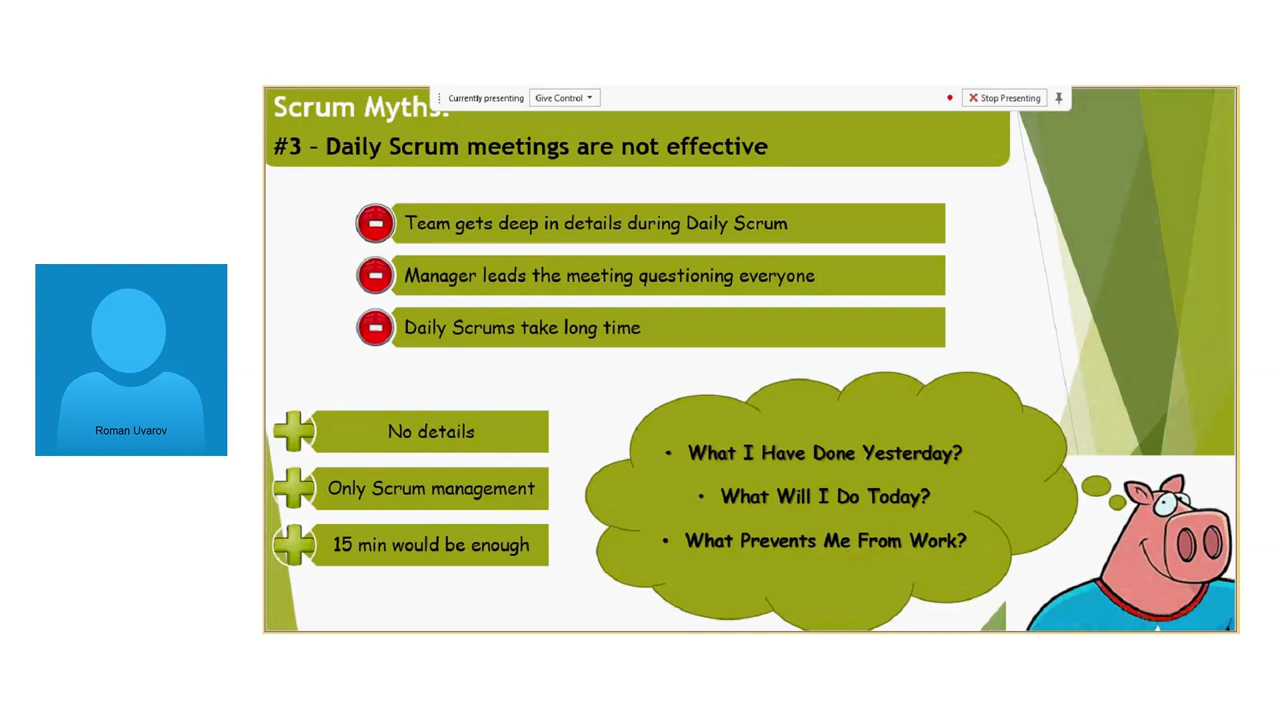 Currently presenting
Give Control
Stop Presenting
Scrum Myths:
#3 - Daily Scrum meetings are not effective
Team gets deep in details during Daily Scrum
Manager leads the meeting questioning everyone
Daily Scrums take long time
No details
Only Scrum management
15 min would be enough
• What I Have Done Yesterday?
• What Will I Do Today?
• What Prevents Me From Work?
Roman Uvarov